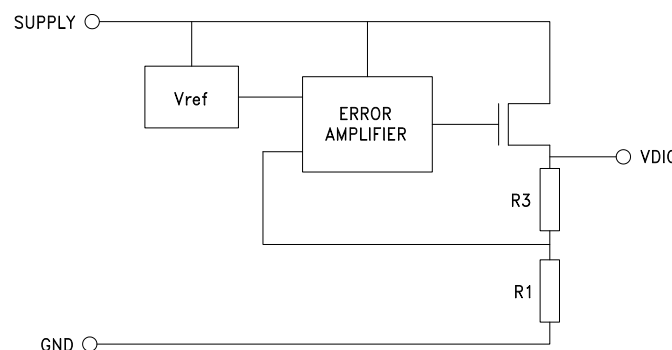 SUPPLY
Vref
ERROR
AMPLIFIER
R3
R1
GND